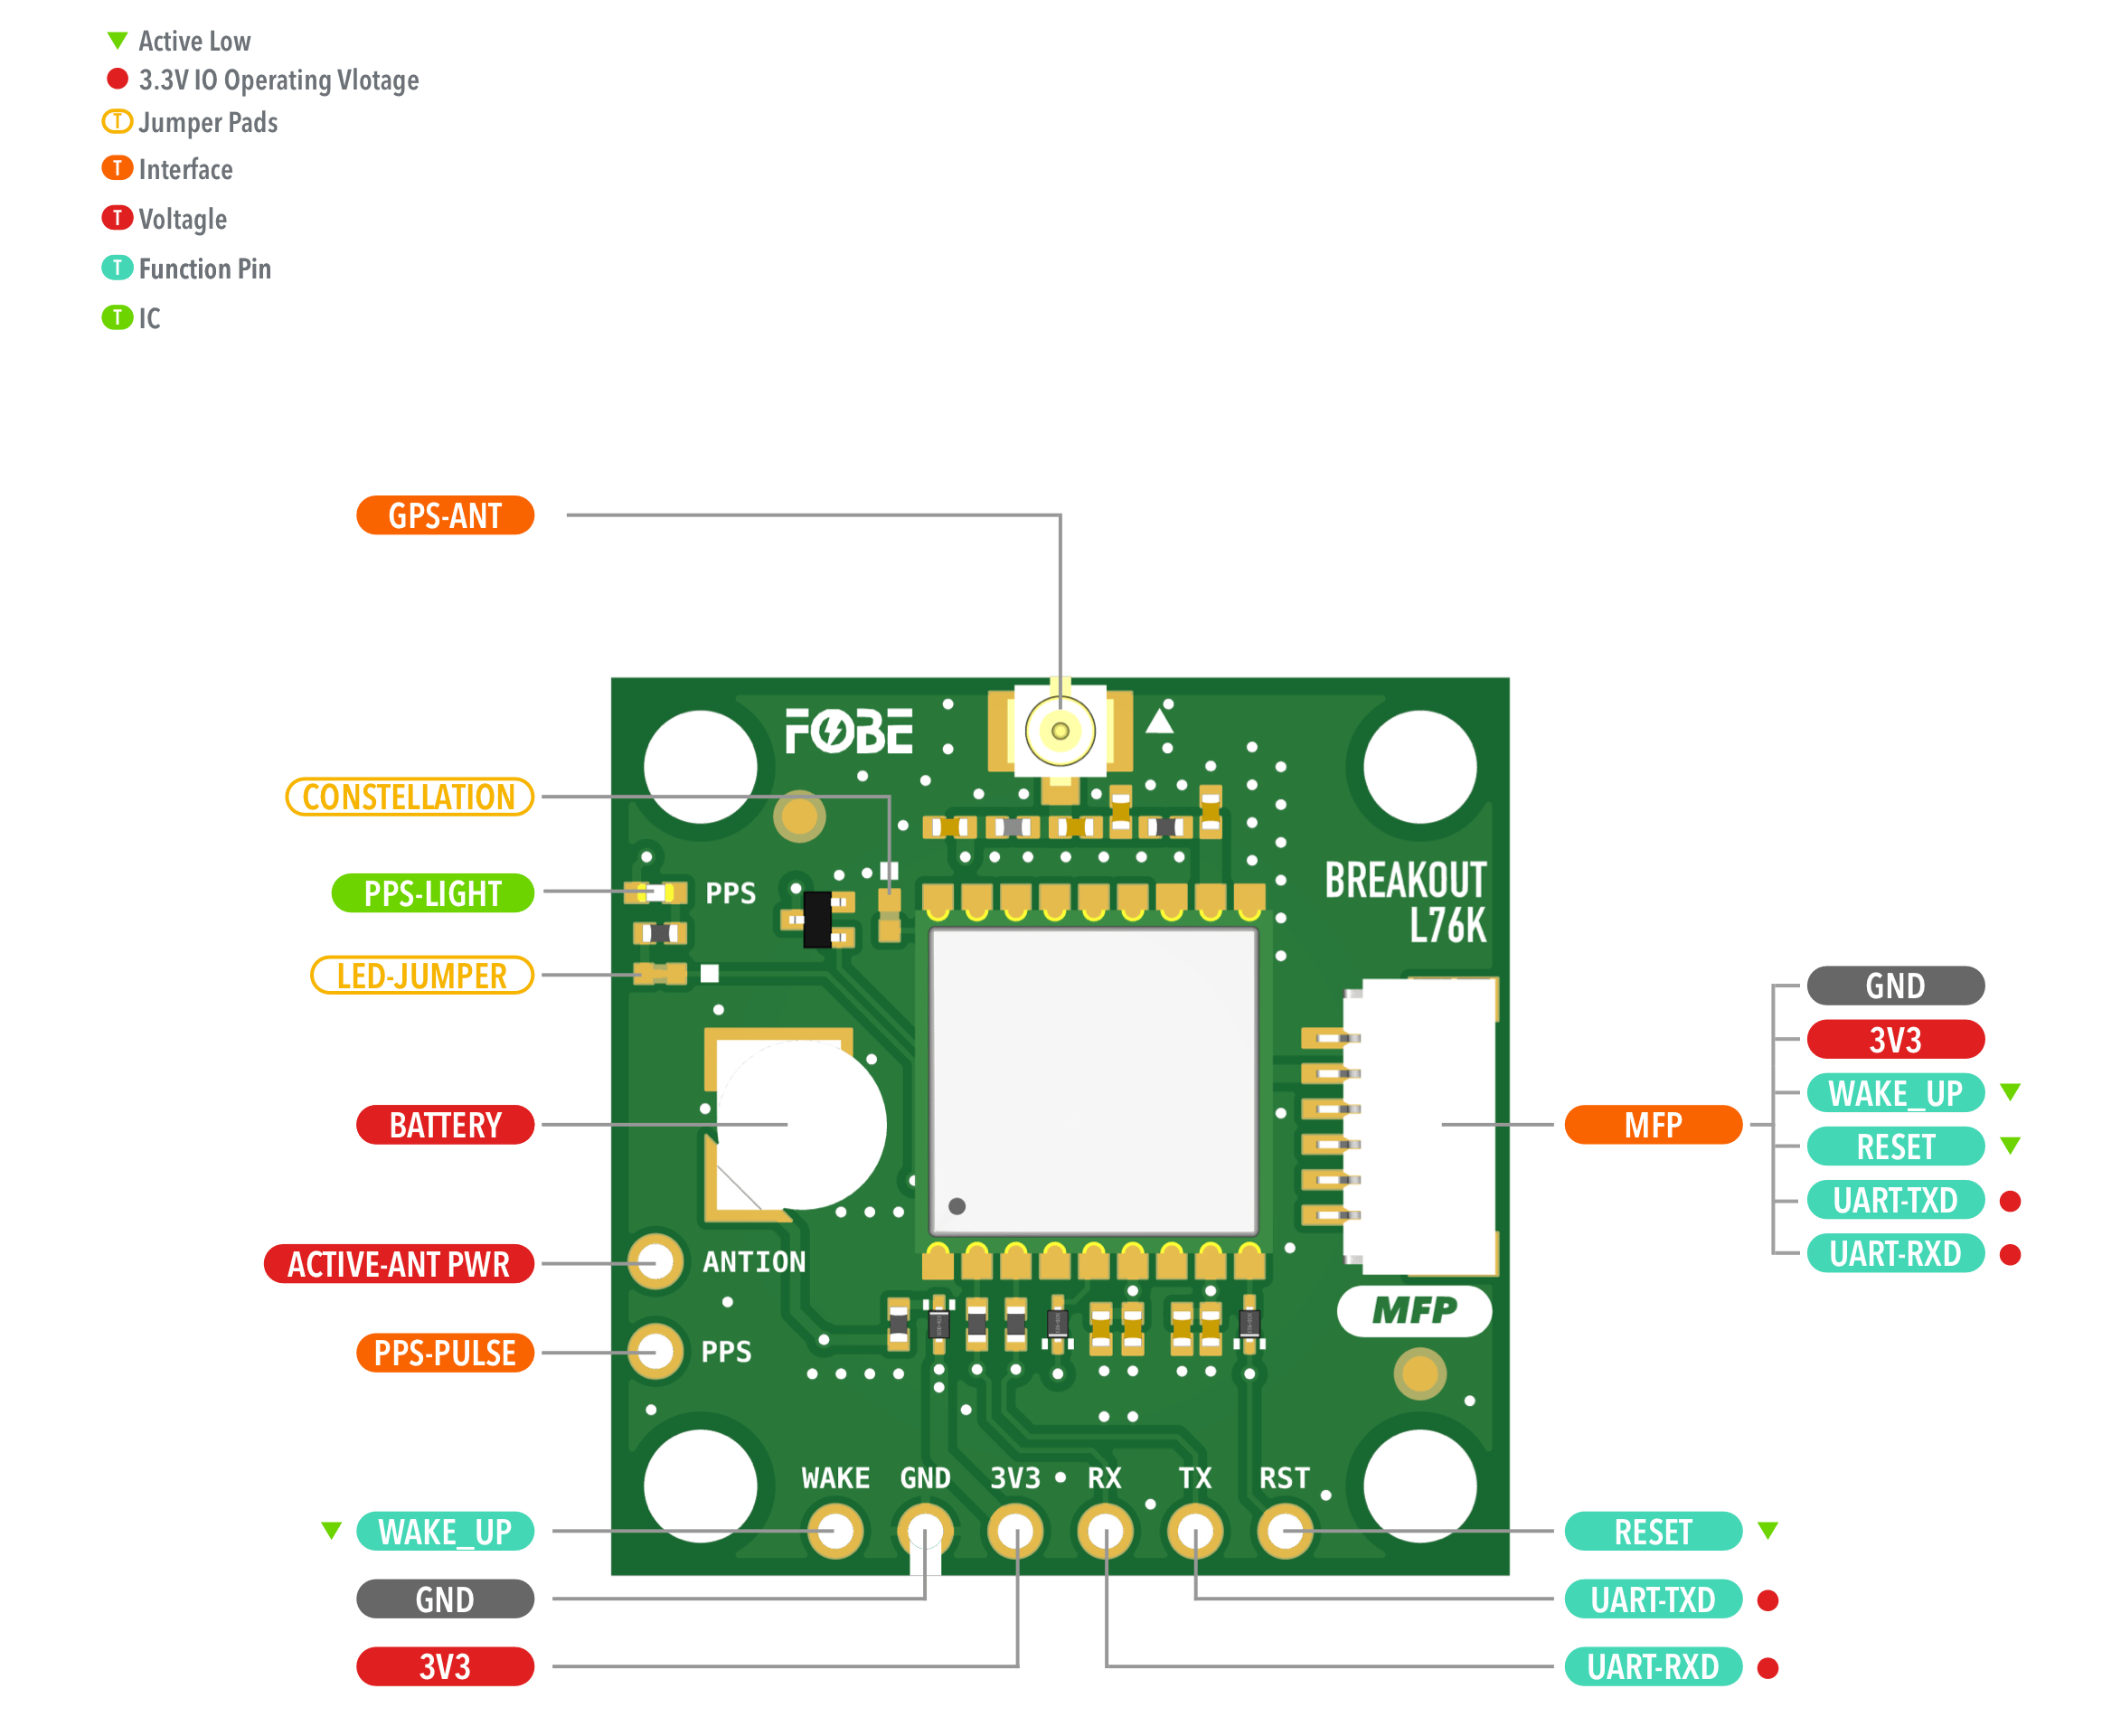 Active Low
3.3V IO Operating Vlotage
T Jumper Pads
T Interface
T Voltagle
T Function Pin
T IC
GPS-ANT
FOBE
CONSTELLATION
PPS-LIGHT
PPS
BREAKOUT
L76K
LED-JUMPER
GND
3V3
WAKE_UP
RESET
UART-TXD
UART-RXD
BATTERY
MFP
ACTIVE-ANT PWR
ANTION
MFP
PPS-PULSE
PPS
WAKE GND 3V3 RX TX RST
WAKE_UP
RESET
GND
UART-TXD
3V3
UART-RXD